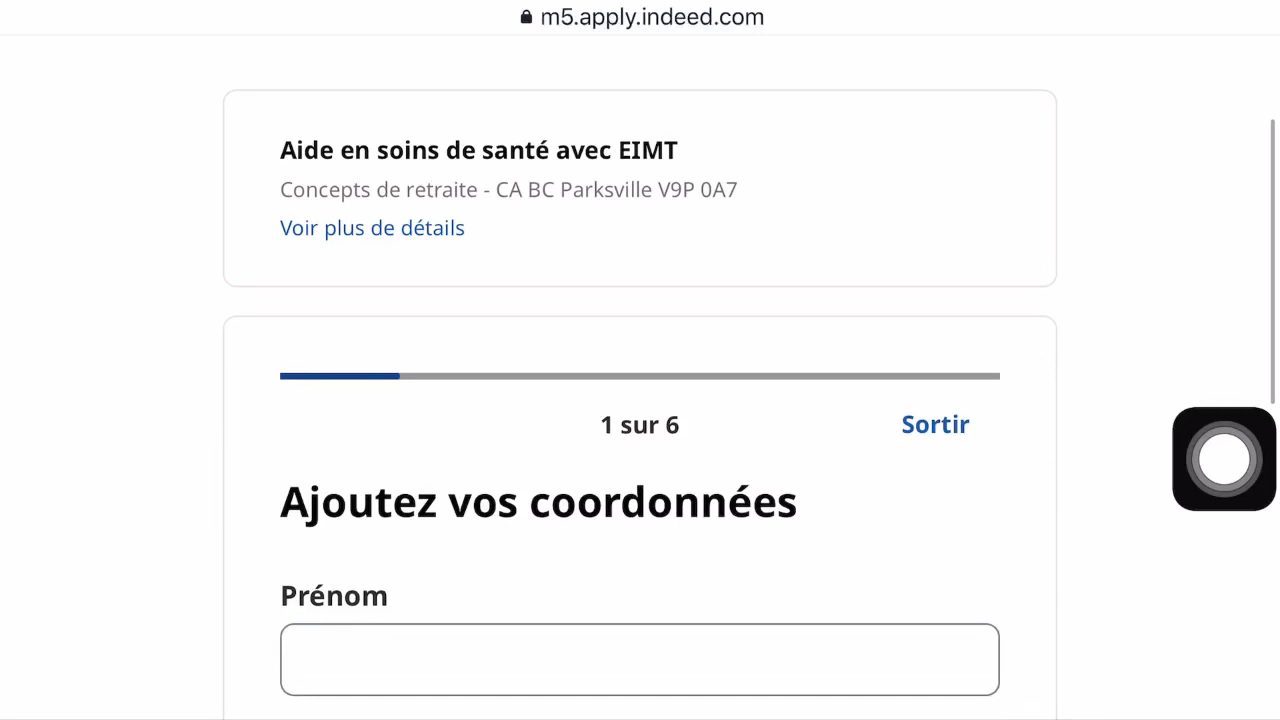 m5.apply.indeed.com
Aide en soins de santé avec EIMT
Concepts de retraite - CA BC Parksville V9P 0A7
Voir plus de détails
1 sur 6
Sortir
Ajoutez vos coordonnées
Prénom